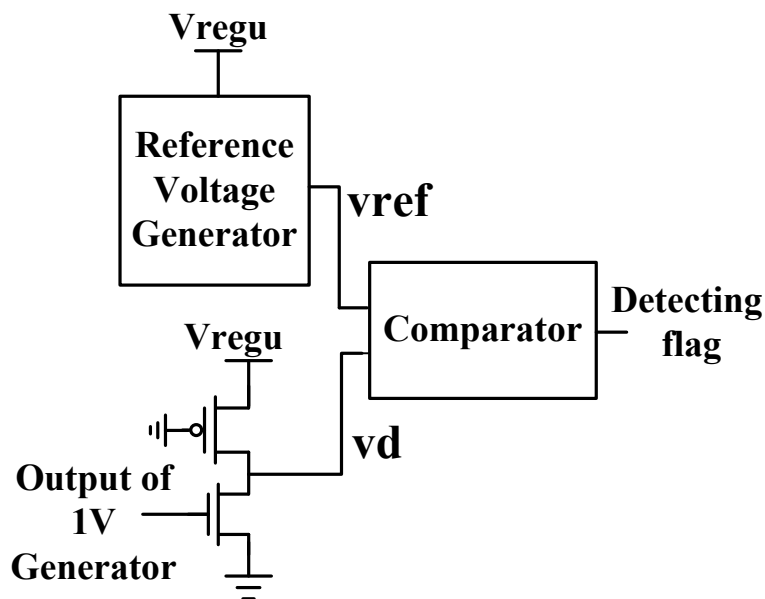 Vregu
Reference
Voltage
Generator
vref
Comparator
Detecting
flag
Vregu
vd
Output of
1V
Generator